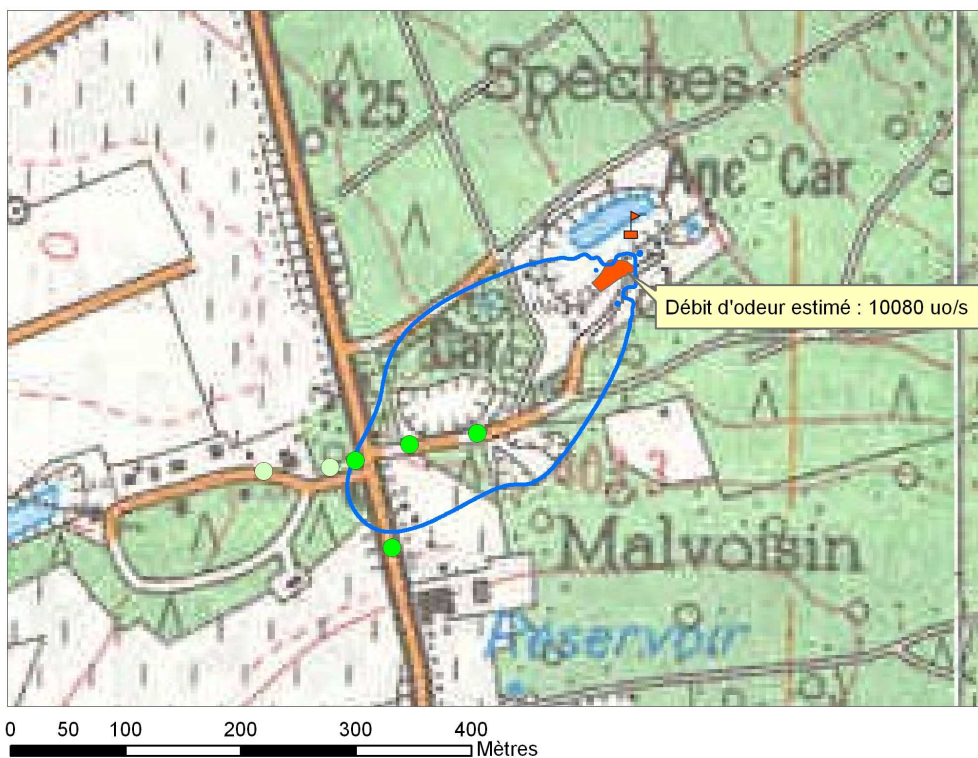 Spêches
K 25
Anc Car
Débit d'odeur estimé : 10080 uo/s
Car
Malvoisin
Réservoir
0 50 100 200 300 400
Mètres